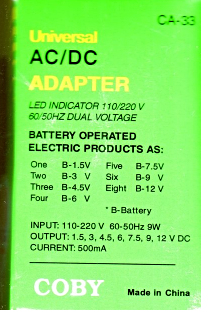 CA-33
Universal
AC/DC
ADAPTER
LED INDICATOR 110/220 V
60/50HZ DUAL VOLTAGE
BATTERY OPERATED
ELECTRIC PRODUCTS AS:
One B-1.5V Five B-7.5V
Two B-3 V Six B-9 V
Three B-4.5V Eight B-12 V
Four B-6 V
* B-Battery
INPUT: 110-220 V 60-50Hz 9W
OUTPUT: 1.5, 3, 4.5, 6, 7.5, 9, 12 V DC
CURRENT: 500mA
COBY Made in China